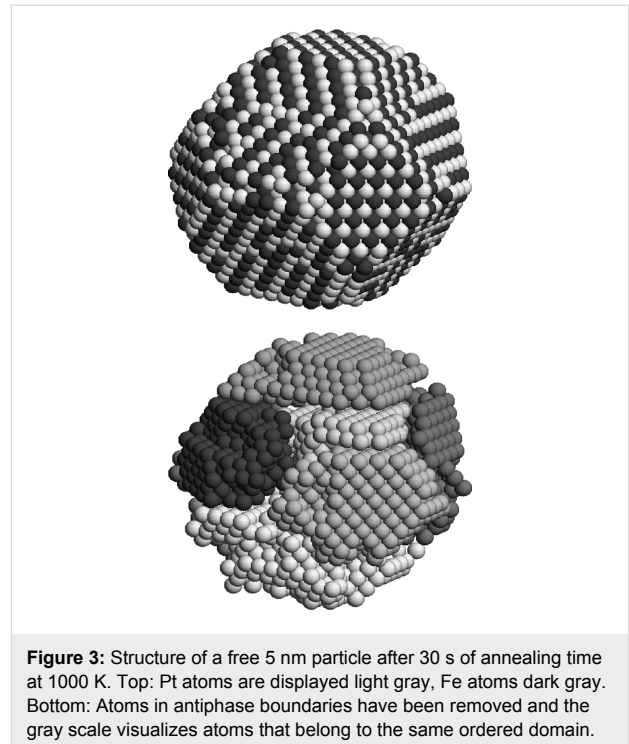 Figure 3: Structure of a free 5 nm particle after 30 s of annealing time
at 1000 K. Top: Pt atoms are displayed light gray, Fe atoms dark gray.
Bottom: Atoms in antiphase boundaries have been removed and the
gray scale visualizes atoms that belong to the same ordered domain.